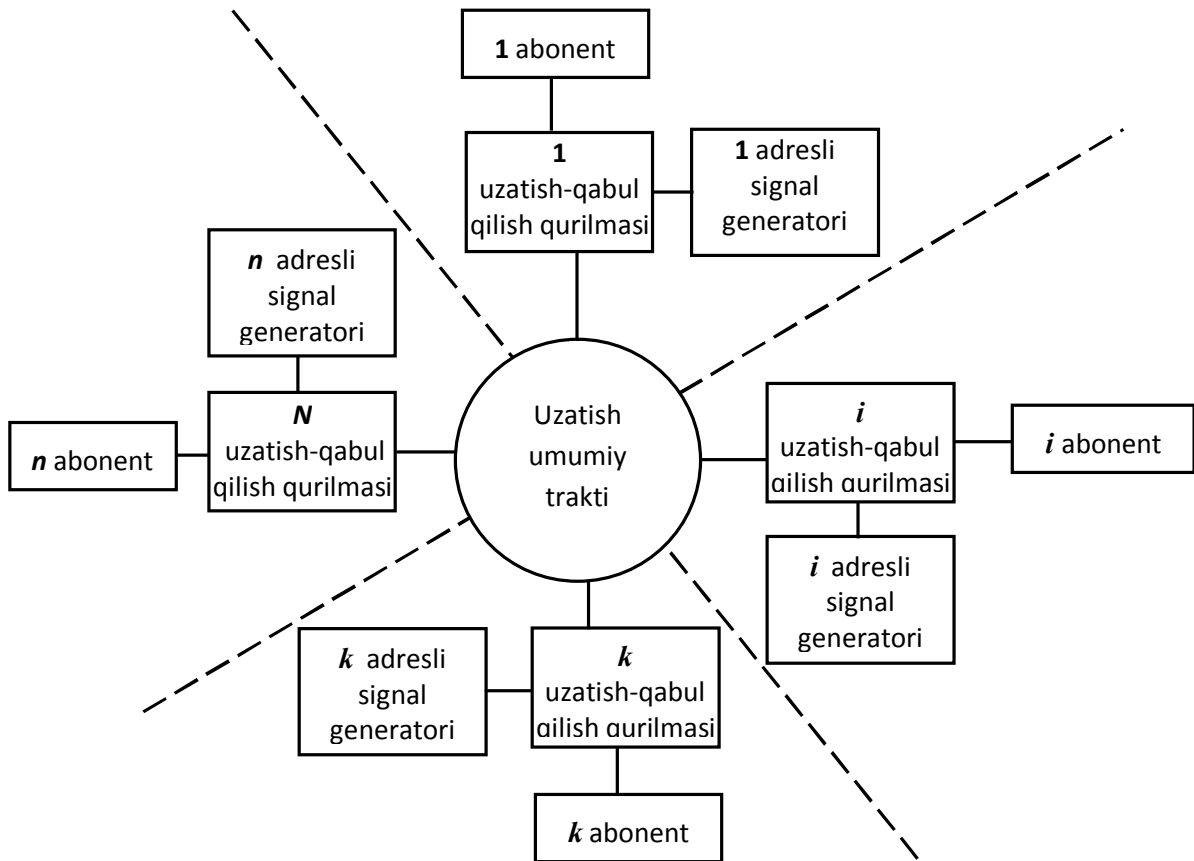 1 abonent
1
uzatish-qabul
qilish qurilmasi
1 adresli
signal
generatori
n adresli
signal
generatori
N
uzatish-qabul
qilish qurilmasi
n abonent
Uzatish
umumiy
trakti
i
uzatish-qabul
qilish qurilmasi
i abonent
i adresli
signal
generatori
k adresli
signal
generatori
k
uzatish-qabul
qilish qurilmasi
k abonent